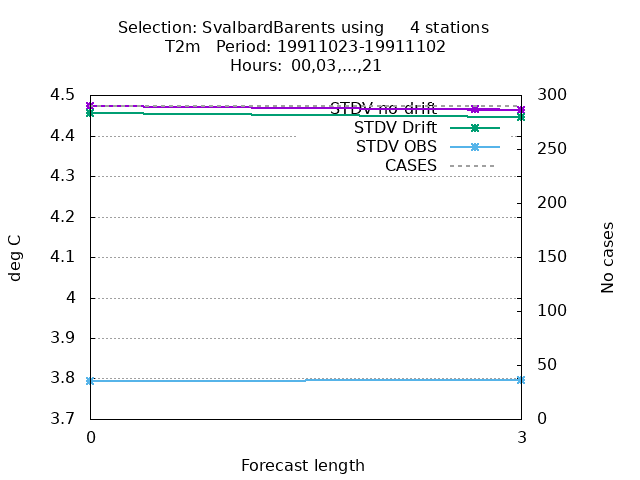 Selection: SvalbardBarents using     4 stations
T2m   Period: 19911023-19911102
Hours: 00,03,...,21
4.5
4.4
4.3
4.2
4.1
4
3.9
3.8
3.7
300
250
200
150
100
50
0
STDV no drift
STDV Drift
STDV OBS
CASES
deg C
No cases
0
3
Forecast length